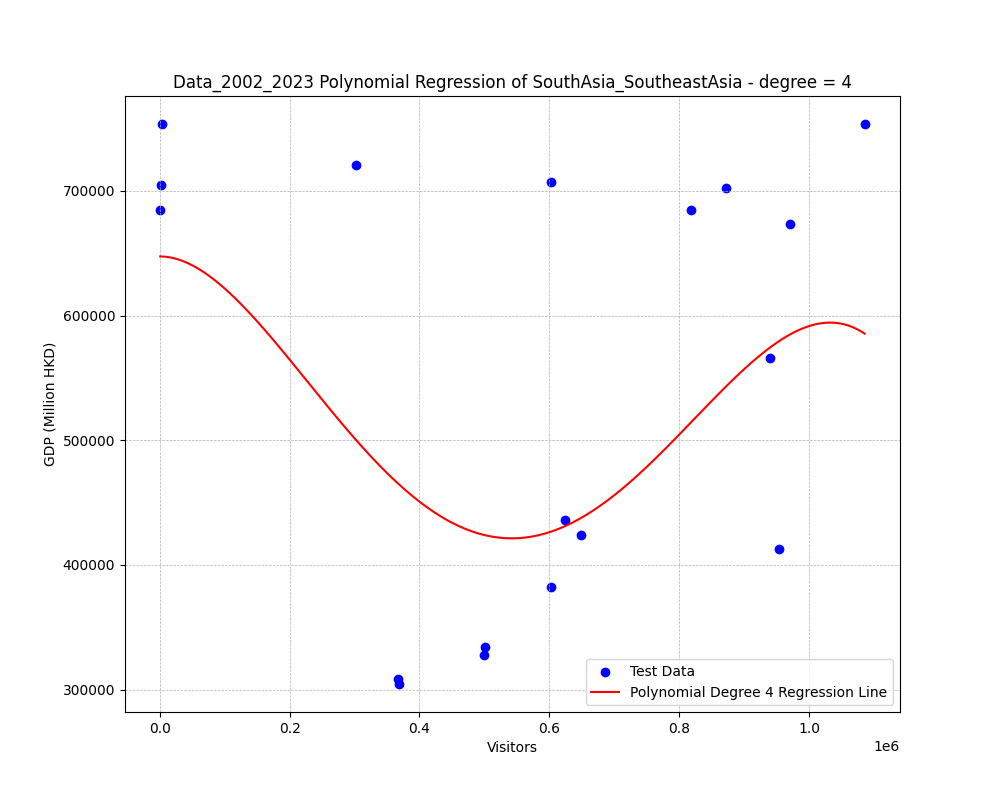 Data_2002_2023 Polynomial Regression of SouthAsia_SoutheastAsia - degree = 4
GDP (Million HKD)
700000
600000
500000
400000
300000
Test Data
Polynomial Degree 4 Regression Line
0.0
0.2
0.4
0.6
0.8
1.0
1e6
Visitors